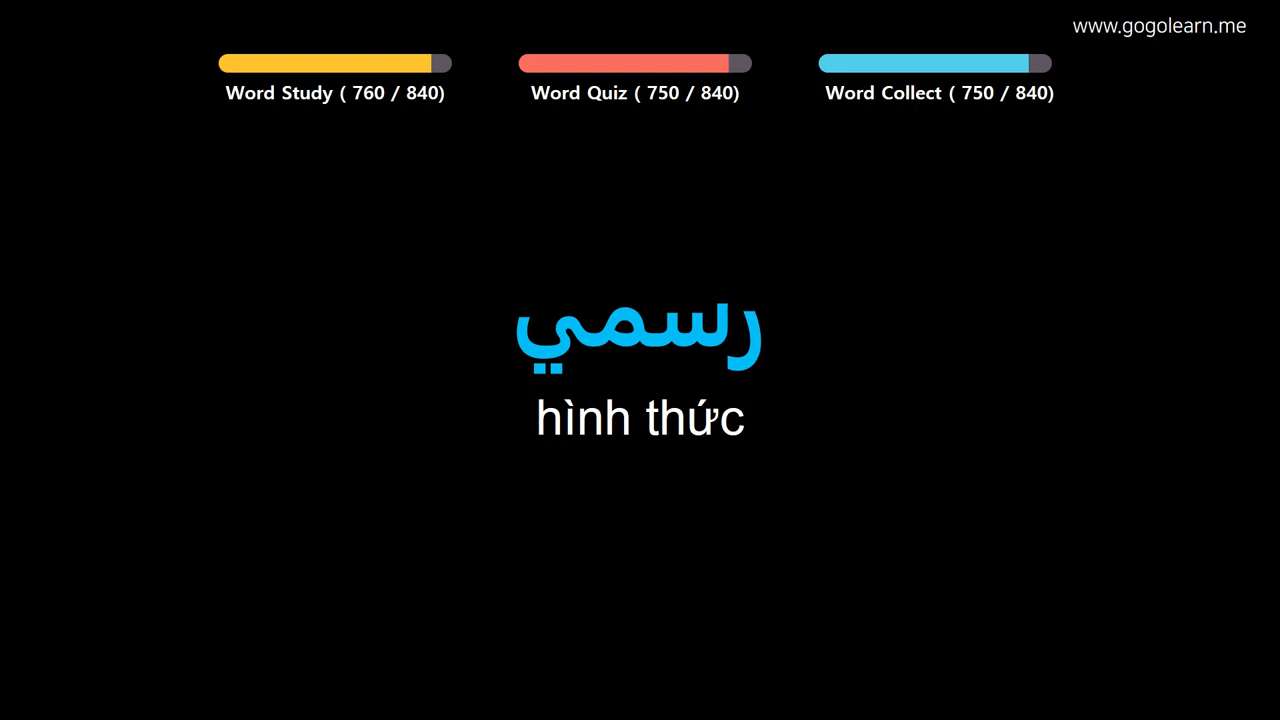 www.gogolearn.me
Word Study ( 760 / 840)
Word Quiz ( 750 / 840)
Word Collect ( 750 / 840)
رسمي
hình thức